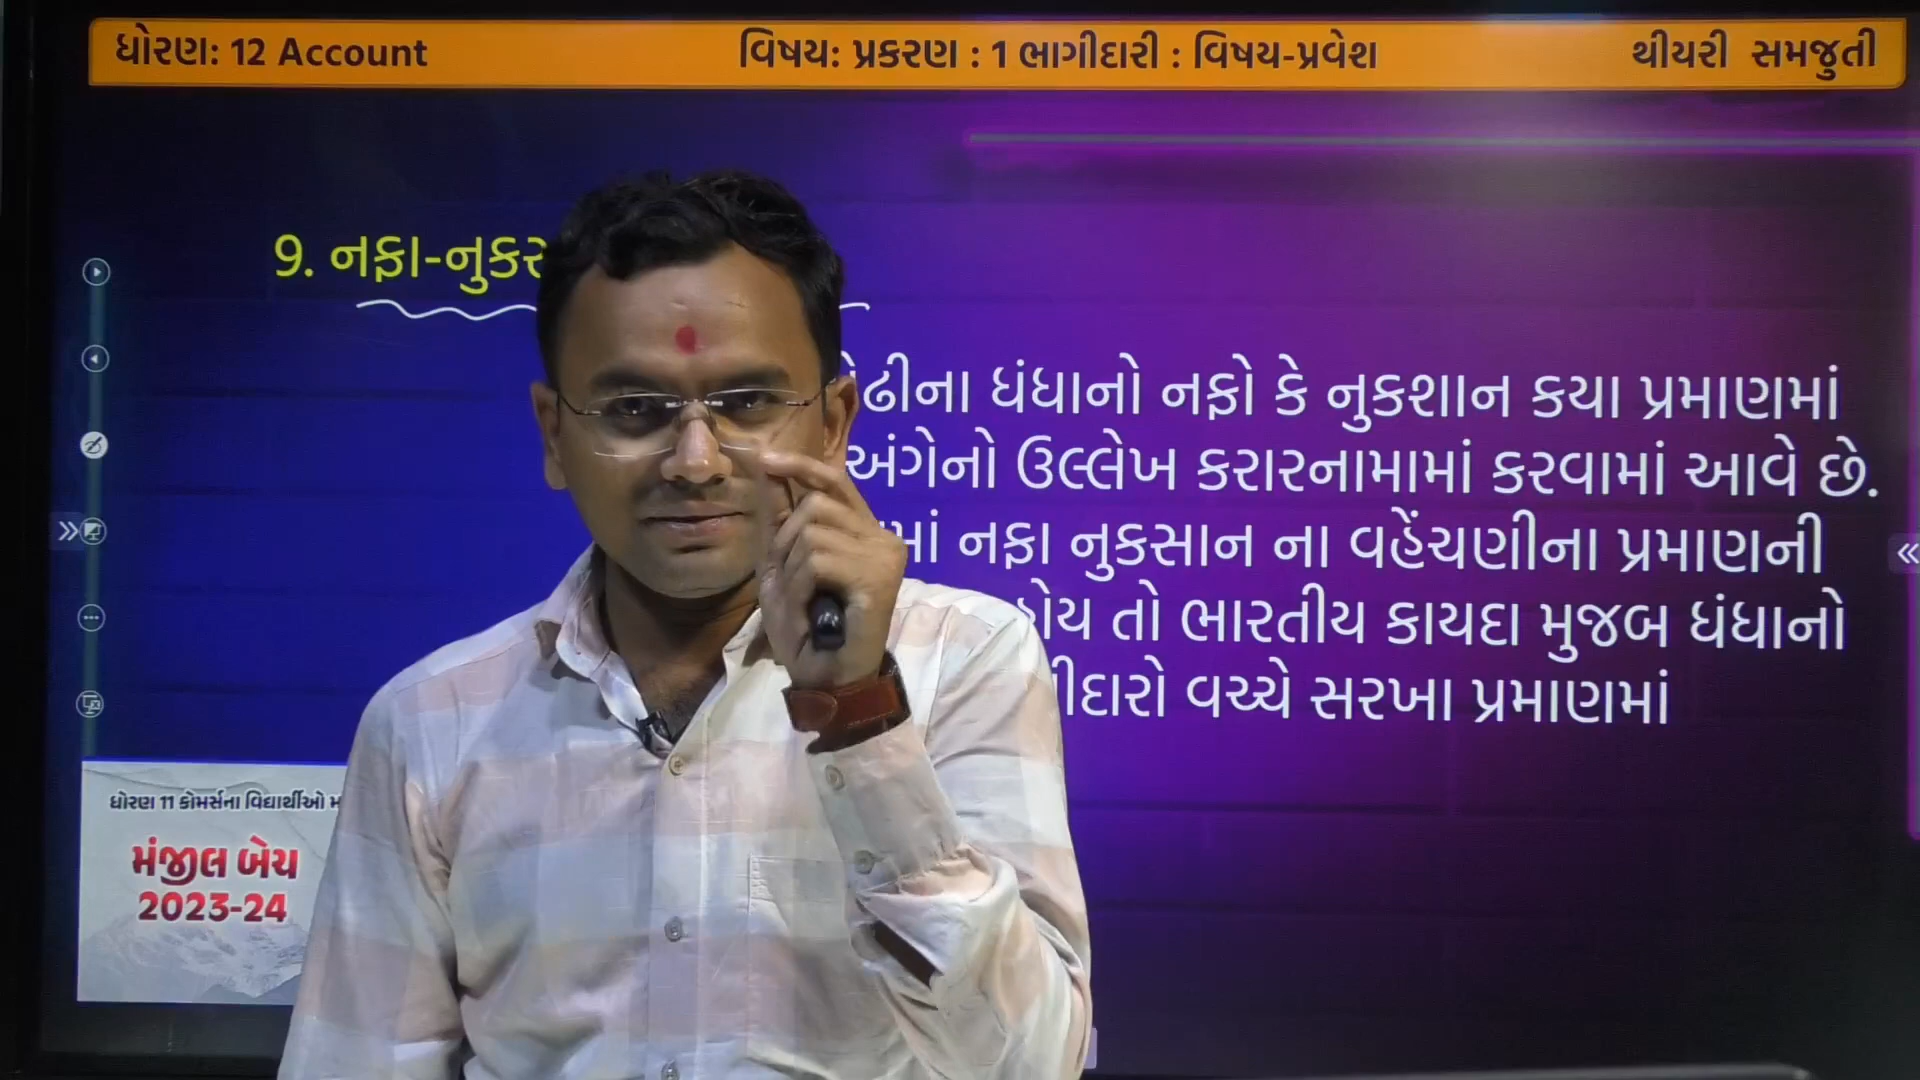 ધોરણ: 12 Account વિષય: પ્રકરણ : 1 ભાગીદારી : વિષય-પ્રવેશ થીયરી સમજુતી
9. નફા-નુકસ
ધંધાનો નફો કે નુકશાન કયા પ્રમાણમાં
અંગેનો ઉલ્લેખ કરારનામામાં કરવામાં આવે છે.
નફા નુકસાન ના વહેંચણીના પ્રમાણની
હોય તો ભારતીય કાયદા મુજબ ધંધાનો
વચ્ચે સરખા પ્રમાણમાં
ધોરણ 11 કોમર્સના વિદ્યાર્થીઓ
મંજીલ બેચ
2023-24